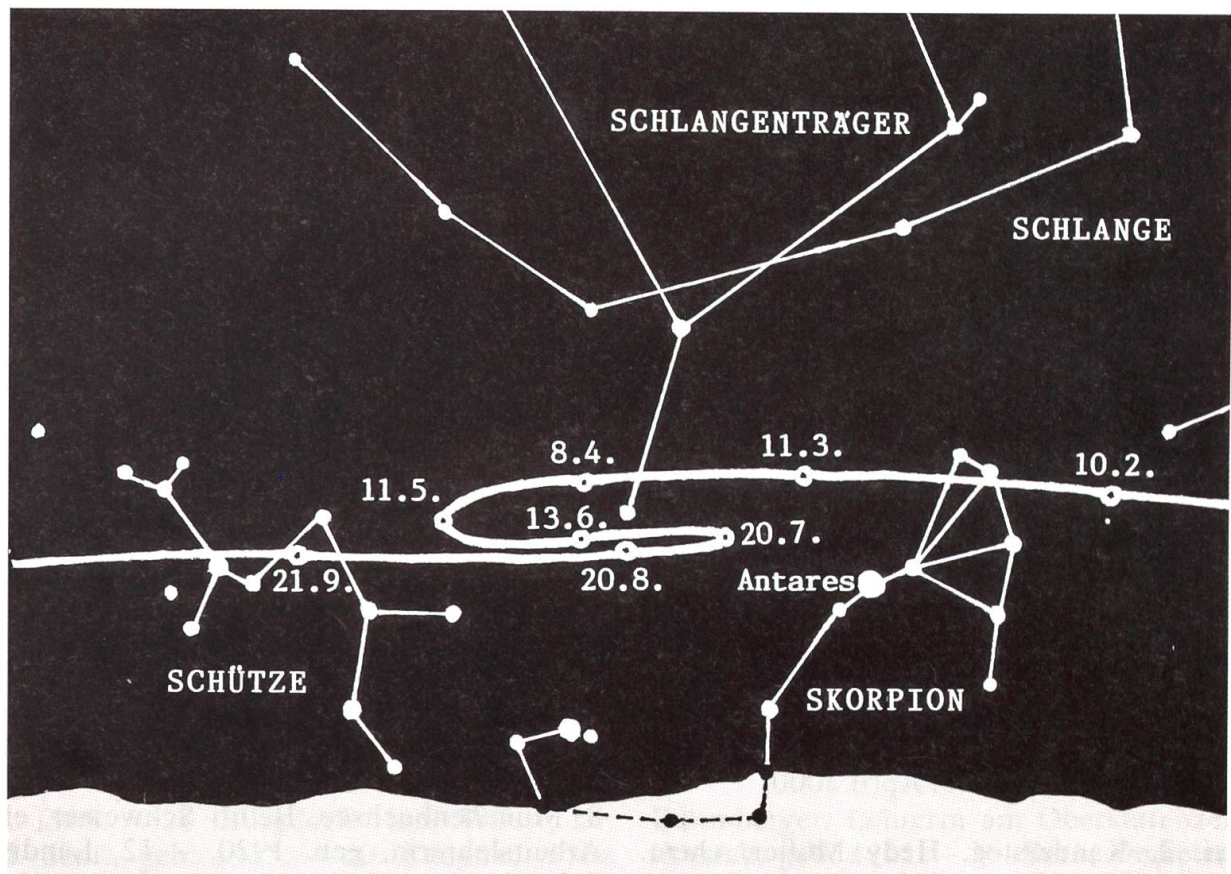 SCHLANGENTRÄGER
SCHLANGE
8.4.
11.3.
10.2.
11.5.
13.6.
20.7.
21.9.
20.8.
Antares
SCHÜTZE
SKORPION